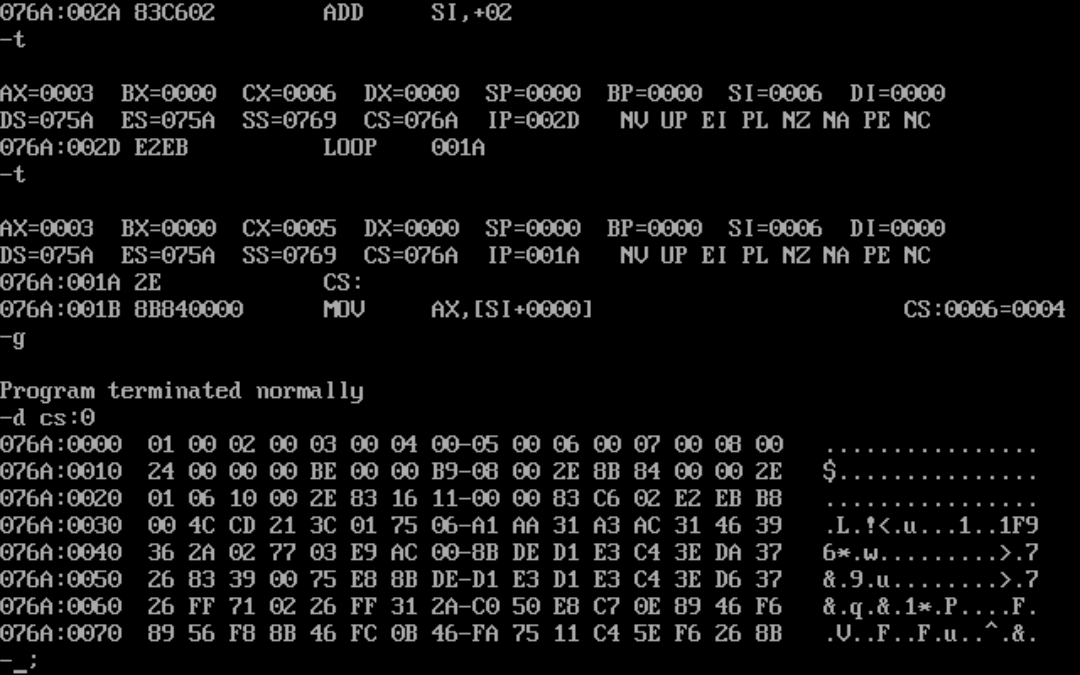 076A:002A 83C602        ADD     SI,+02
-t

AX=0003  BX=0000  CX=0006  DX=0000  SP=0000  BP=0000  SI=0006  DI=0000
DS=075A  ES=075A  SS=0769  CS=076A  IP=002D   NV UP EI PL NZ NA PE NC
076A:002D E2EB          LOOP    001A
-t

AX=0003  BX=0000  CX=0005  DX=0000  SP=0000  BP=0000  SI=0006  DI=0000
DS=075A  ES=075A  SS=0769  CS=076A  IP=001A   NV UP EI PL NZ NA PE NC
076A:001A 2E            CS:
076A:001B 8B840000      MOV     AX,[SI+0000]                       CS:0006=0004
-g

Program terminated normally
-d cs:0
076A:0000  01 00 02 00 03 00 04 00-05 00 06 00 07 00 08 00   ................
076A:0010  24 00 00 00 BE 00 00 B9-08 00 2E 8B 84 00 00 2E   $...............
076A:0020  01 06 10 00 2E 83 16 11-00 00 83 C6 02 E2 EB B8   ................
076A:0030  00 4C CD 21 3C 01 75 06-A1 AA 31 A3 AC 31 46 39   .L.!<.u...1..1F9
076A:0040  36 2A 02 77 03 E9 AC 00-8B DE D1 E3 C4 3E DA 37   6*.w.........>.7
076A:0050  26 83 39 00 75 E8 8B DE-D1 E3 D1 E3 C4 3E D6 37   &.9.u........>.7
076A:0060  26 FF 71 02 26 FF 31 2A-C0 50 E8 C7 0E 89 46 F6   &.q.&.1*.P....F.
076A:0070  89 56 F8 8B 46 FC 0B 46-FA 75 11 C4 5E F6 26 8B   .V..F..F.u..^.&.
-_;